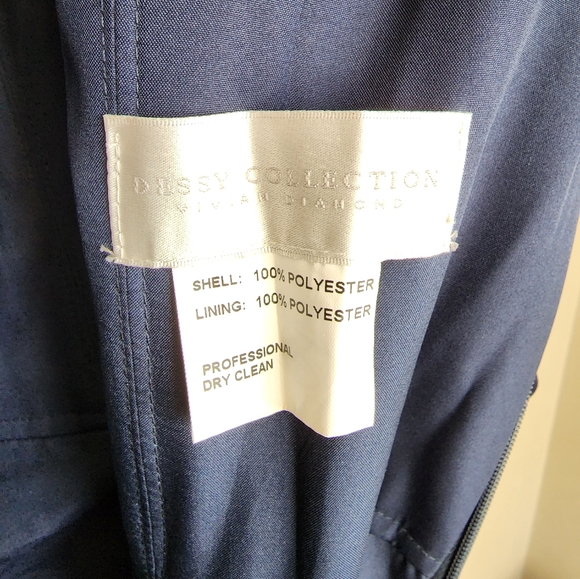 DESSY COLLECTION
VIVIAN DIAMOND
SHELL: 100% POLYESTER
LINING: 100% POLYESTER
PROFESSIONAL
DRY CLEAN